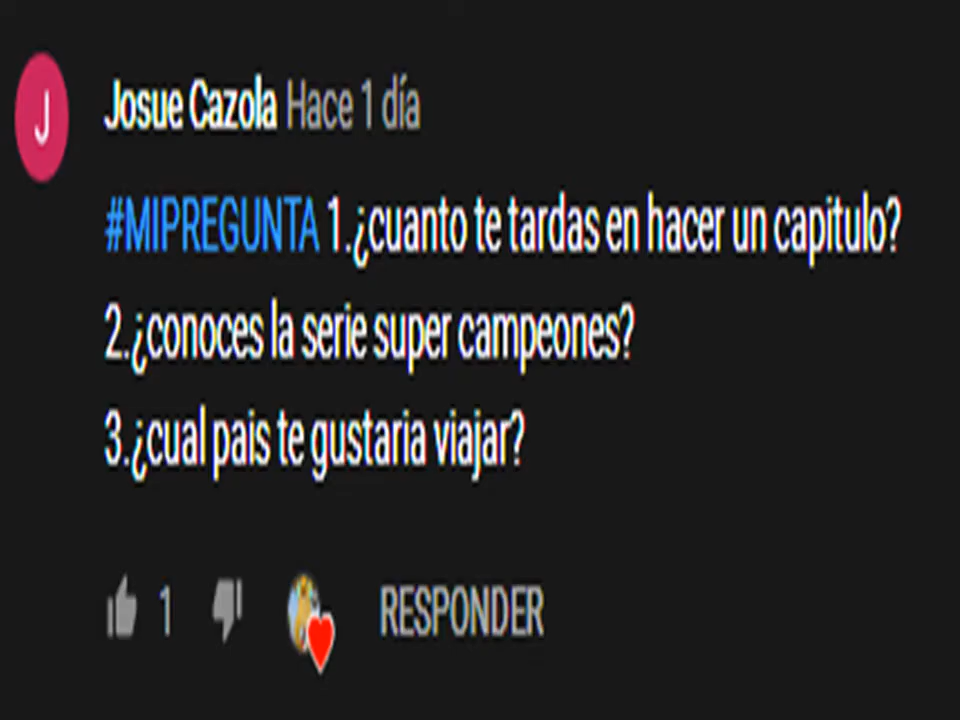 J
Josue Cazola Hace 1 día
#MIPREGUNTA 1.¿cuanto te tardas en hacer un capitulo?
2.¿conoces la serie super campeones?
3.¿cual pais te gustaria viajar?
1 RESPONDER